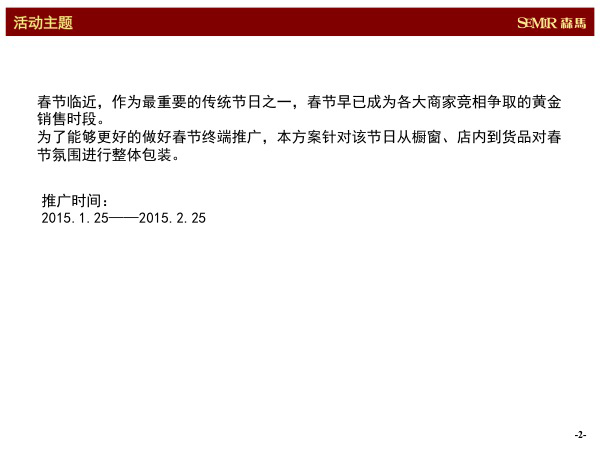 活动主题
SEMIR 森馬
春节临近，作为最重要的传统节日之一，春节早已成为各大商家竞相争取的黄金
销售时段。
为了能够更好的做好春节终端推广，本方案针对该节日从橱窗、店内到货品对春
节氛围进行整体包装。
推广时间：
2015.1.25——2015.2.25
-2-